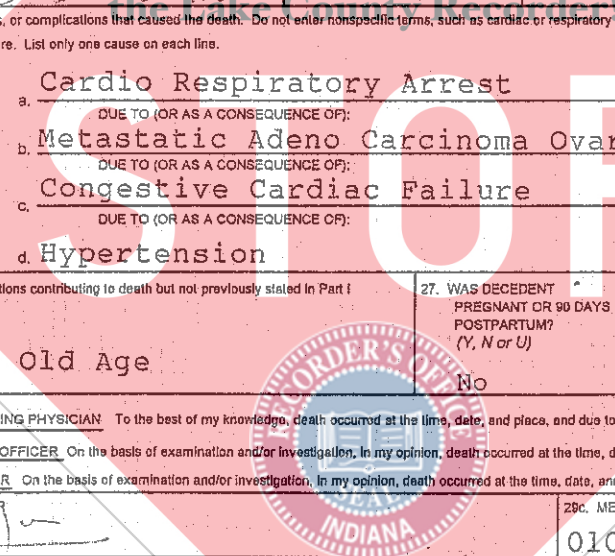 the Lake County Recorder
s, or complications that caused the death. Do not enter nonspecific terms, such as cardiac or respiratory
re. List only one cause on each line.
a. Cardio Respiratory Arrest
DUE TO (OR AS A CONSEQUENCE OF):
b. Metastatic Adeno Carcinoma Ovar
DUE TO (OR AS A CONSEQUENCE OF):
c. Congestive Cardiac Failure
DUE TO (OR AS A CONSEQUENCE OF):
d. Hypertension
STOP
tions contributing to death but not previously stated in Part I
27. WAS DECEDENT
PREGNANT OR 90 DAYS
POSTPARTUM?
(Y, N or U)
Old Age
No
RECORDER'S OFFICE
SEAL
INDIANA
ING PHYSICIAN To the best of my knowledge, death occurred at the time, date, and place, and due to
OFFICER On the basis of examination and/or investigation, in my opinion, death occurred at the time, d
R On the basis of examination and/or investigation, in my opinion, death occurred at the time, date, an
29c. ME
010